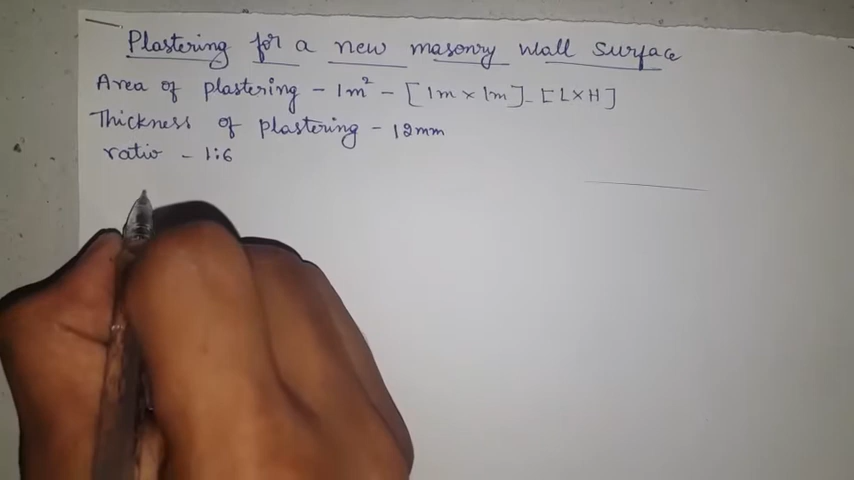 Plastering for a new masonry wall surface
Area of plastering - 1m² - [1m × 1m] - [L × H]
Thickness of plastering - 12mm
ratio - 1:6